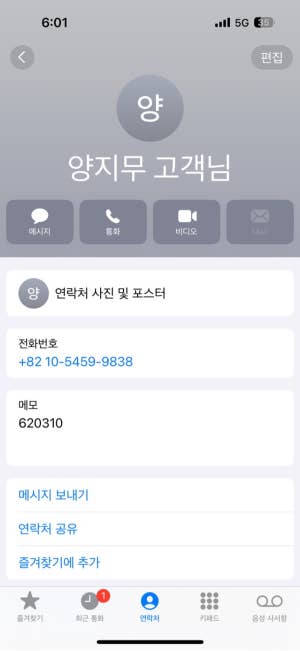 6:01
5G
35
편집
양
양지무 고객님
메시지
통화
비디오
Mail
양
연락처 사진 및 포스터
전화번호
+82 10-5459-9838
메모
620310
메시지 보내기
연락처 공유
즐겨찾기에 추가
1
즐겨찾기
최근 통화
연락처
키패드
음성 사서함